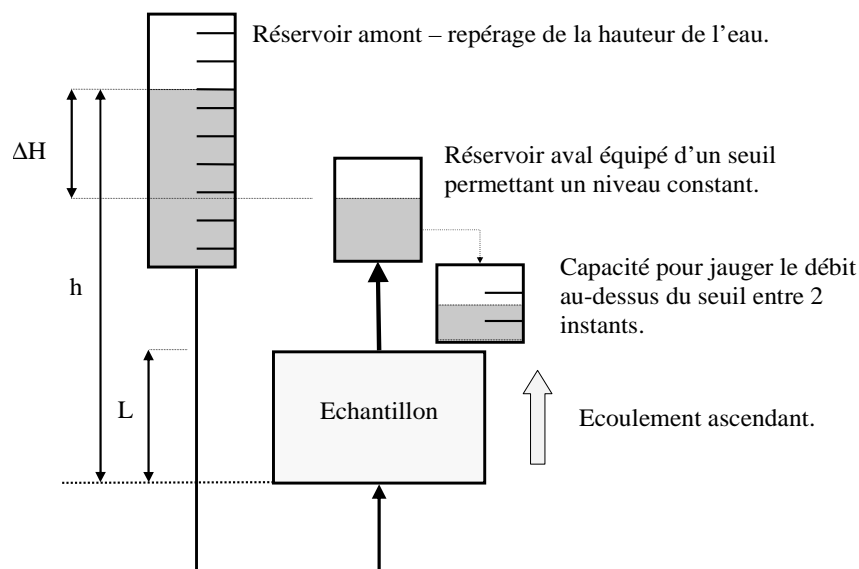 Réservoir amont – repérage de la hauteur de l’eau.
ΔH
Réservoir aval équipé d’un seuil
permettant un niveau constant.
Capacité pour jauger le débit
au-dessus du seuil entre 2
instants.
h
L
Echantillon
Ecoulement ascendant.